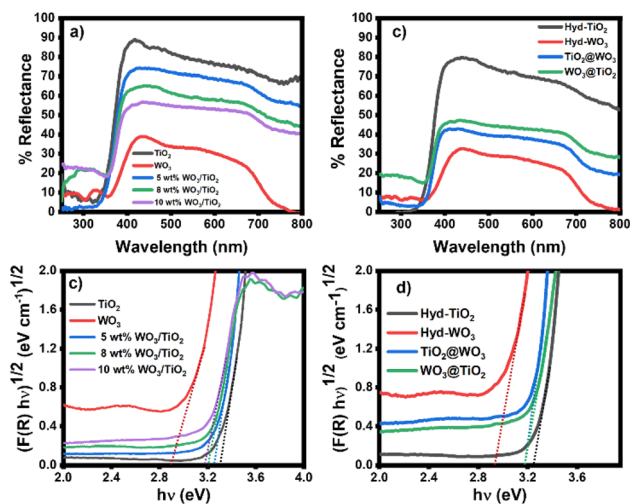 a)
% Reflectance
100
90
80
70
60
50
40
30
20
10
0
TiO2
WO3
5 wt% WO3/TiO2
8 wt% WO3/TiO2
10 wt% WO3/TiO2
300 400 500 600 700 800
Wavelength (nm)
c)
% Reflectance
100
90
80
70
60
50
40
30
20
10
0
Hyd-TiO2
Hyd-WO3
TiO2@WO3
WO3@TiO2
300 400 500 600 700 800
Wavelength (nm)
c)
(F(R) hν)1/2 (eV cm-1)1/2
2.0
1.6
1.2
0.8
0.4
0.0
TiO2
WO3
5 wt% WO3/TiO2
8 wt% WO3/TiO2
10 wt% WO3/TiO2
2.0 2.4 2.8 3.2 3.6 4.0
hν (eV)
d)
(F(R) hν)1/2 (eV cm-1)1/2
2.0
1.6
1.2
0.8
0.4
0.0
Hyd-TiO2
Hyd-WO3
TiO2@WO3
WO3@TiO2
2.0 2.4 2.8 3.2 3.6
hν (eV)